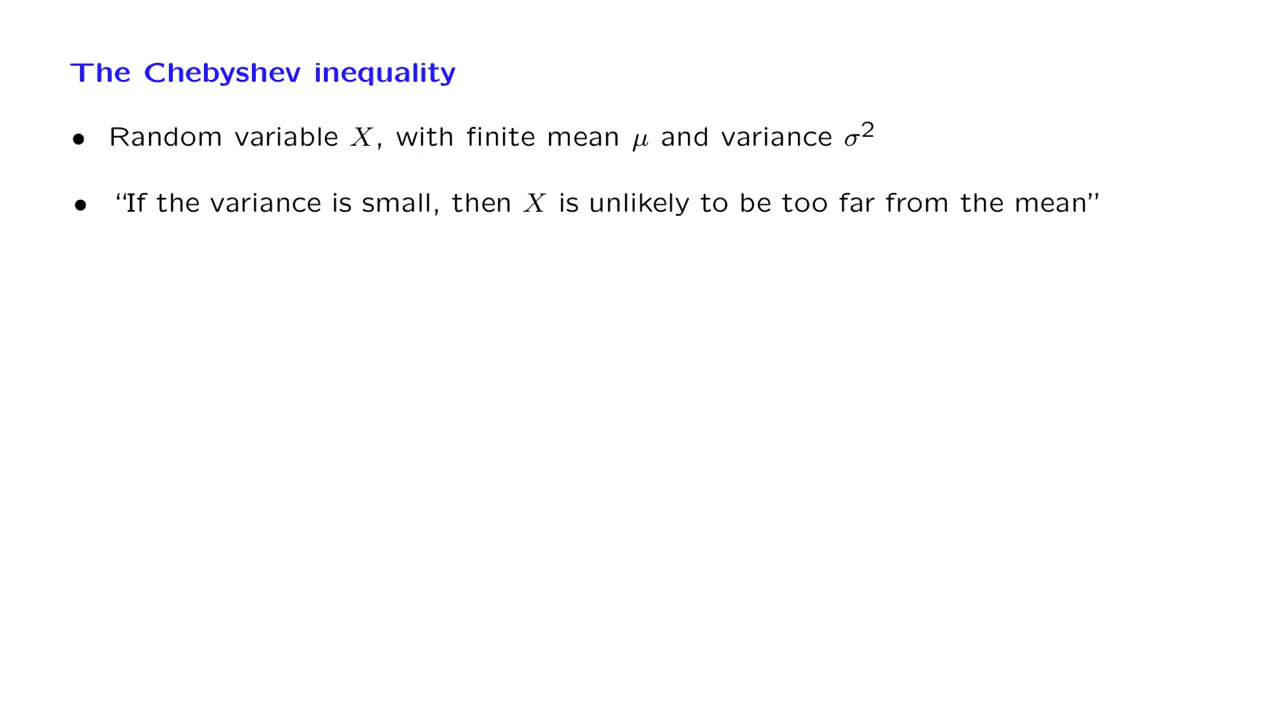 The Chebyshev inequality
• Random variable X, with finite mean μ and variance σ²
• “If the variance is small, then X is unlikely to be too far from the mean”